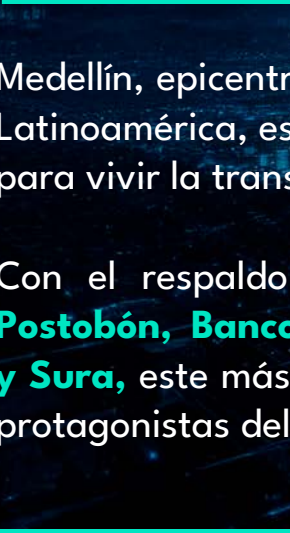 Medellín, epicentr
Latinoamérica, es
para vivir la trans
Con el respaldo
Postobón, Banco
y Sura, este más
protagonistas del